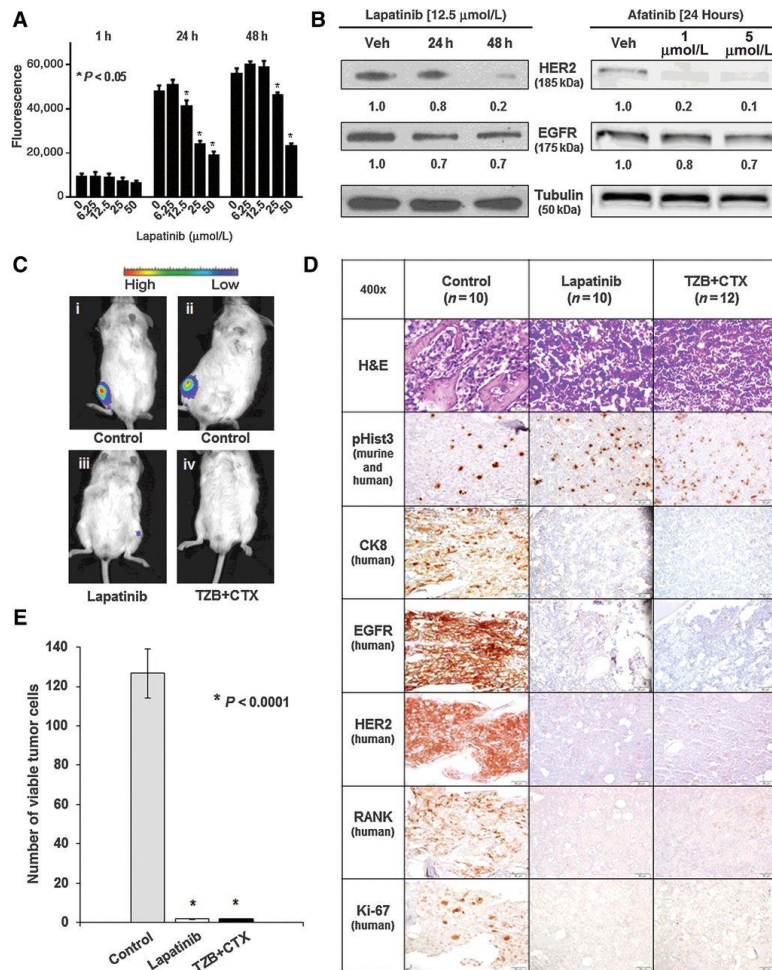 A
1 h 24 h 48 h
60,000
* P < 0.05
40,000
20,000
0
Fluorescence
0 6.25 12.5 25 50 0 6.25 12.5 25 50 0 6.25 12.5 25 50
* * * * *
Lapatinib (μmol/L)
B
Lapatinib [12.5 μmol/L] Afatinib [24 Hours]
Veh 24 h 48 h Veh 1 μmol/L 5 μmol/L
HER2
(185 kDa)
1.0 0.8 0.2 1.0 0.2 0.1
EGFR
(175 kDa)
1.0 0.7 0.7 1.0 0.8 0.7
Tubulin
(50 kDa)
C
High Low
i ii
Control Control
iii iv
Lapatinib TZB+CTX
D
400x
Control
(n = 10)
Lapatinib
(n = 10)
TZB+CTX
(n = 12)
H&E
pHist3
(murine
and
human)
CK8
(human)
EGFR
(human)
HER2
(human)
RANK
(human)
Ki-67
(human)
E
140
120
100
80
60
40
20
0
Number of viable tumor cells
* P < 0.0001
* *
Control Lapatinib TZB+CTX